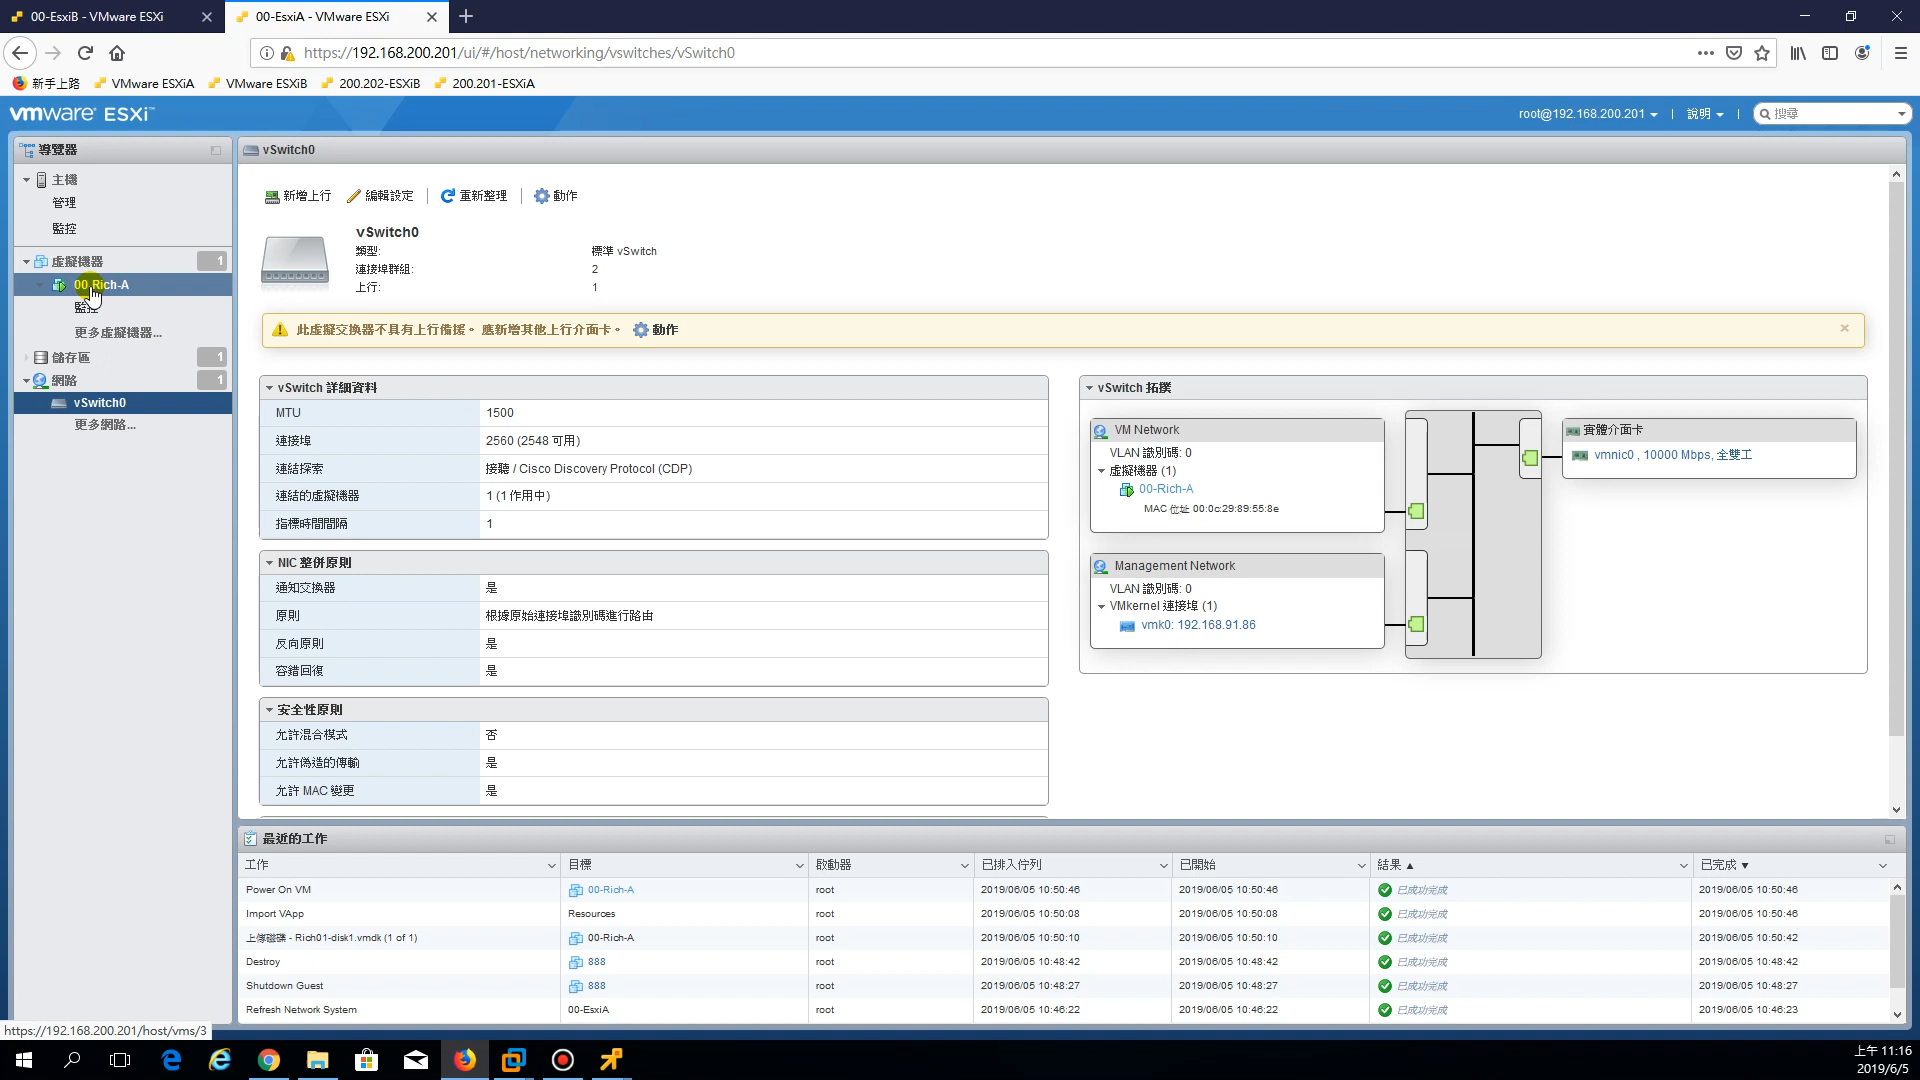 00-EsxiB - VMware ESXi
00-EsxiA - VMware ESXi
https://192.168.200.201/ui/#/host/networking/vswitches/vSwitch0
新手上路 VMware ESXiA VMware ESXiB 200.202-ESXiB 200.201-ESXiA
vmware ESXi™
root@192.168.200.201 | 說明 | 搜尋
導覽器
主機
管理
監控
虛擬機器 1
00-Rich-A
監控
更多虛擬機器...
儲存區 1
網路 1
vSwitch0
更多網路...
vSwitch0
新增上行 編輯設定 | 重新整理 | 動作
vSwitch0
類型: 標準 vSwitch
連接埠群組: 2
上行: 1
此虛擬交換器不具有上行備援。 應新增其他上行介面卡。 動作
vSwitch 詳細資料
MTU 1500
連接埠 2560 (2548 可用)
連結探索 接聽 / Cisco Discovery Protocol (CDP)
連結的虛擬機器 1 (1 作用中)
指標時間間隔 1
NIC 整併原則
通知交換器 是
原則 根據原始連接埠識別碼進行路由
反向原則 是
容錯回復 是
安全性原則
允許混合模式 否
允許偽造的傳輸 是
允許 MAC 變更 是
vSwitch 拓撲
VM Network
VLAN 識別碼: 0
虛擬機器 (1)
00-Rich-A
MAC 位址 00:0c:29:89:55:8e
Management Network
VLAN 識別碼: 0
VMkernel 連接埠 (1)
vmk0: 192.168.91.86
實體介面卡
vmnic0 , 10000 Mbps, 全雙工
最近的工作
工作 目標 啟動器 已排入佇列 已開始 結果 ▲ 已完成 ▼
Power On VM 00-Rich-A root 2019/06/05 10:50:46 2019/06/05 10:50:46 已成功完成 2019/06/05 10:50:46
Import VApp Resources root 2019/06/05 10:50:08 2019/06/05 10:50:08 已成功完成 2019/06/05 10:50:46
上傳磁碟 - Rich01-disk1.vmdk (1 of 1) 00-Rich-A root 2019/06/05 10:50:10 2019/06/05 10:50:10 已成功完成 2019/06/05 10:50:42
Destroy 888 root 2019/06/05 10:48:42 2019/06/05 10:48:42 已成功完成 2019/06/05 10:48:42
Shutdown Guest 888 root 2019/06/05 10:48:27 2019/06/05 10:48:27 已成功完成 2019/06/05 10:48:27
Refresh Network System 00-EsxiA root 2019/06/05 10:46:22 2019/06/05 10:46:22 已成功完成 2019/06/05 10:46:23
https://192.168.200.201/host/vms/3
上午 11:16
2019/6/5